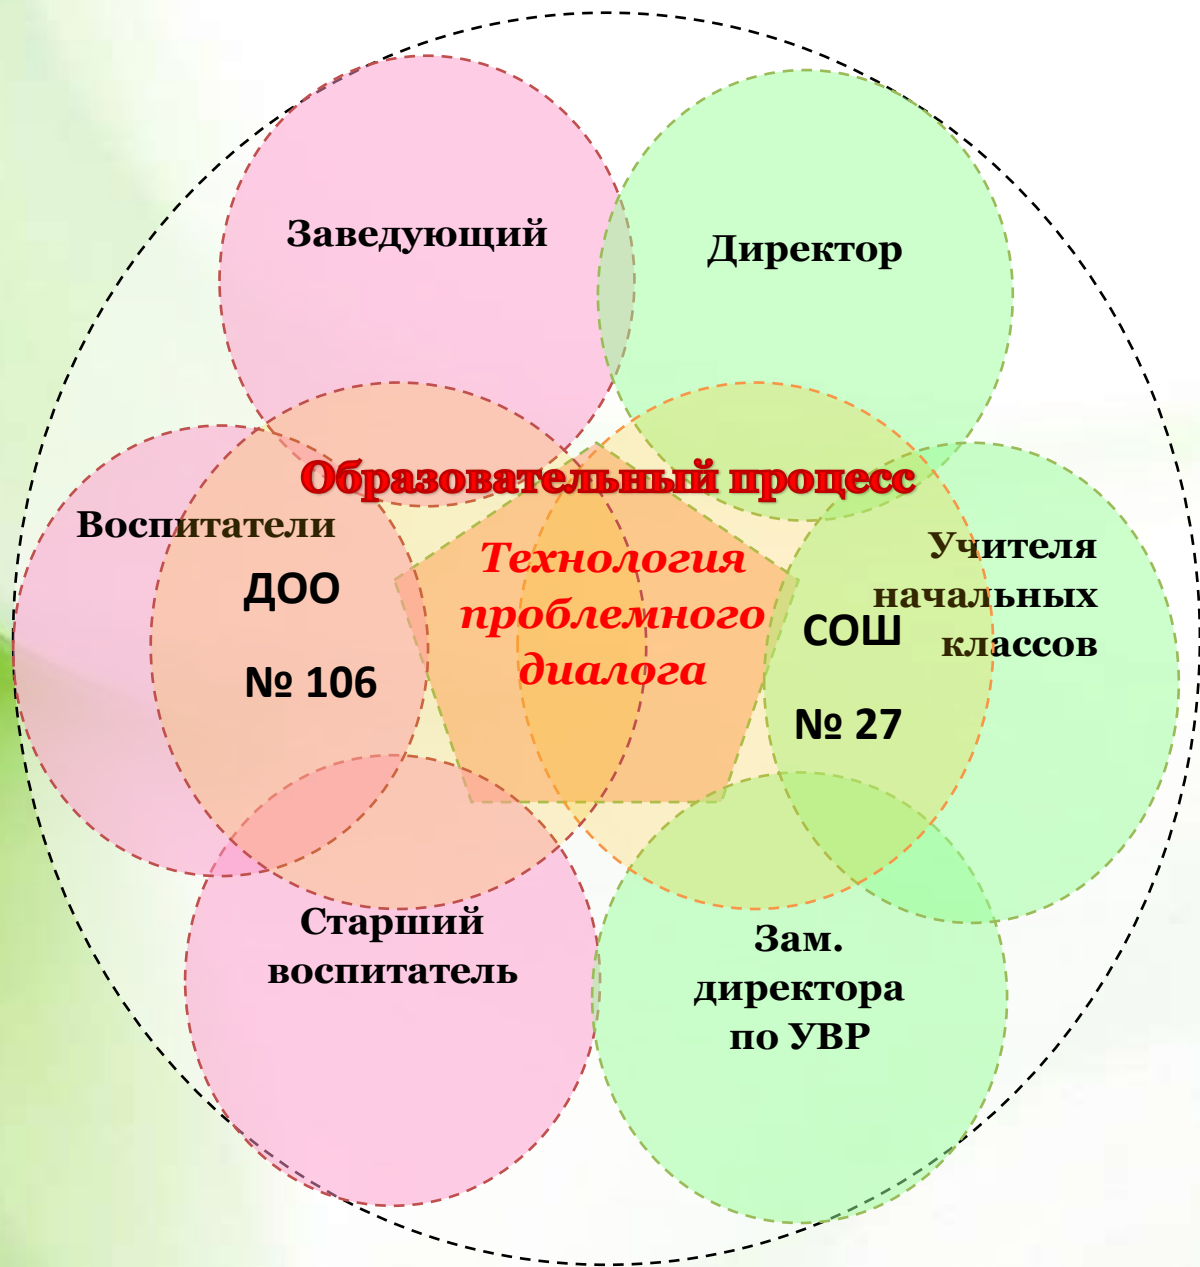 Заведующий
Директор
Образовательный процесс
Воспитатели
ДОО
№ 106
Технология
проблемного
диалога
Учителя
начальных
классов
СОШ
№ 27
Старший
воспитатель
Зам.
директора
по УВР